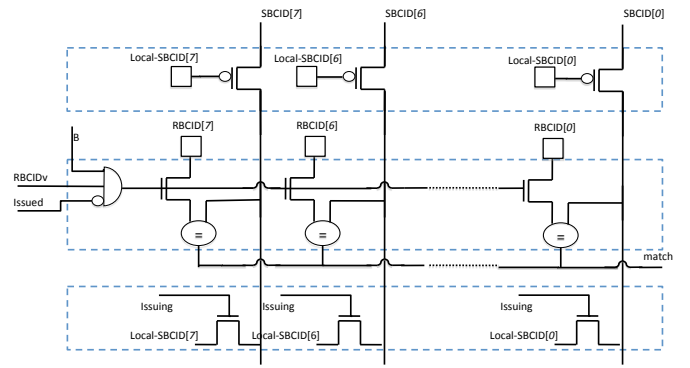 SBCID[7] SBCID[6] SBCID[0]
Local-SBCID[7] Local-SBCID[6] Local-SBCID[0]
RBCID[7] RBCID[6] RBCID[0]
B
RBCIDv
Issued
= = =
match
Issuing Issuing Issuing
Local-SBCID[7] Local-SBCID[6] Local-SBCID[0]